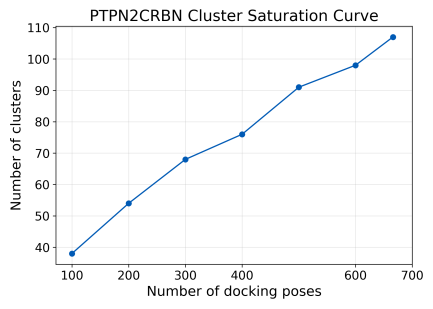 PTPN2CRBN Cluster Saturation Curve
110
100
90
80
70
60
50
40
Number of clusters
100 200 300 400 600 700
Number of docking poses